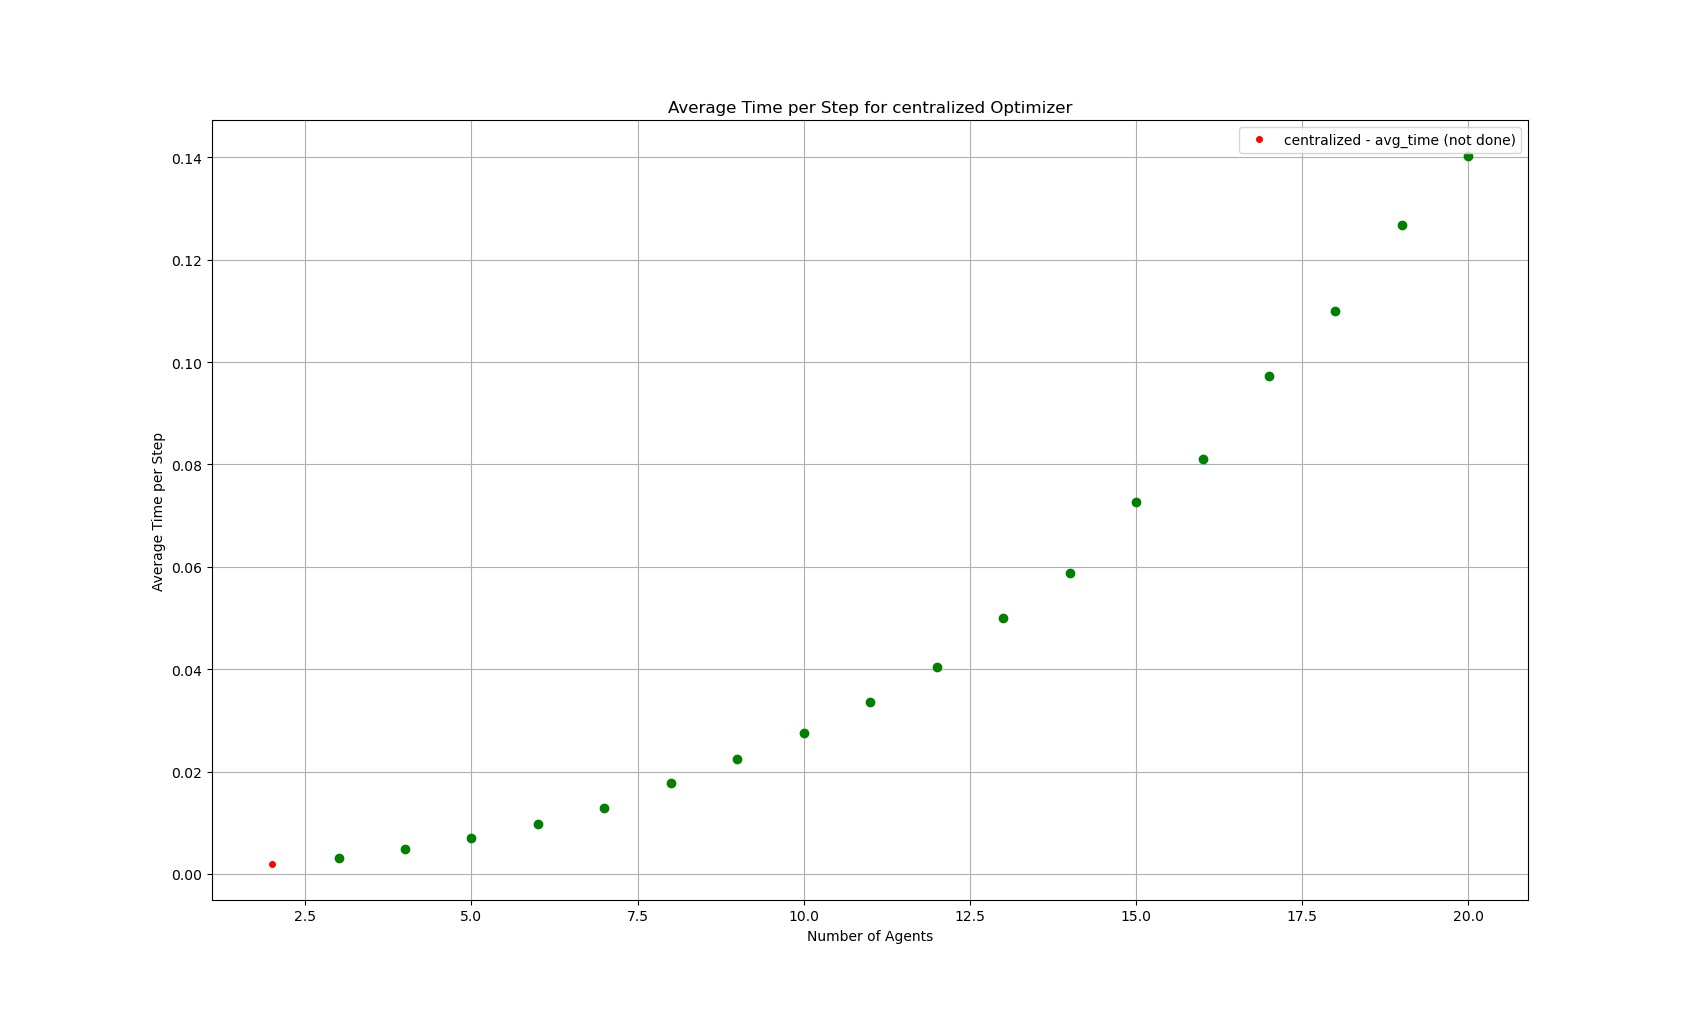 Average Time per Step for centralized Optimizer
centralized - avg_time (not done)
0.14
0.12
0.10
0.08
0.06
0.04
0.02
0.00
Average Time per Step
2.5 5.0 7.5 10.0 12.5 15.0 17.5 20.0
Number of Agents